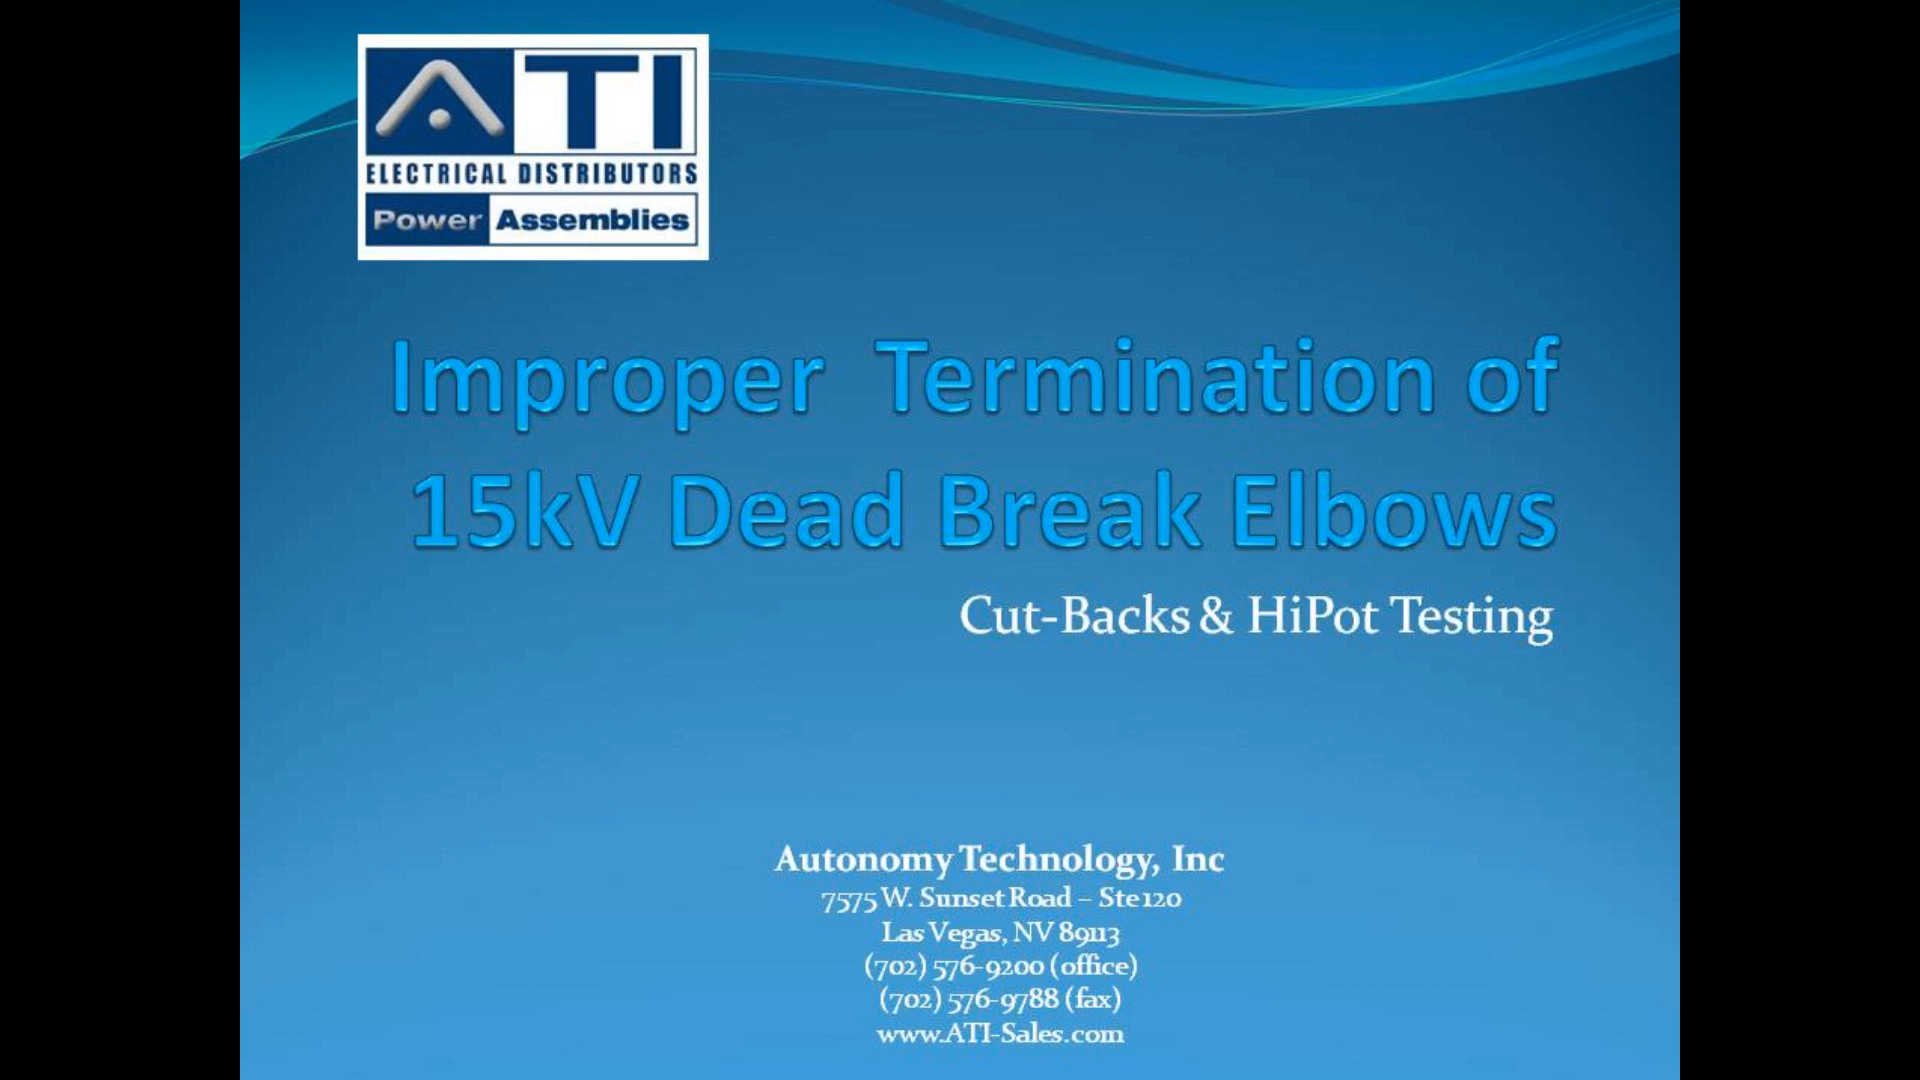 ATI
ELECTRICAL DISTRIBUTORS
Power Assemblies
Improper Termination of
15kV Dead Break Elbows
Cut-Backs & HiPot Testing
Autonomy Technology, Inc
7575 W. Sunset Road – Ste 120
Las Vegas, NV 89113
(702) 576-9200 (office)
(702) 576-9788 (fax)
www.ATI-Sales.com